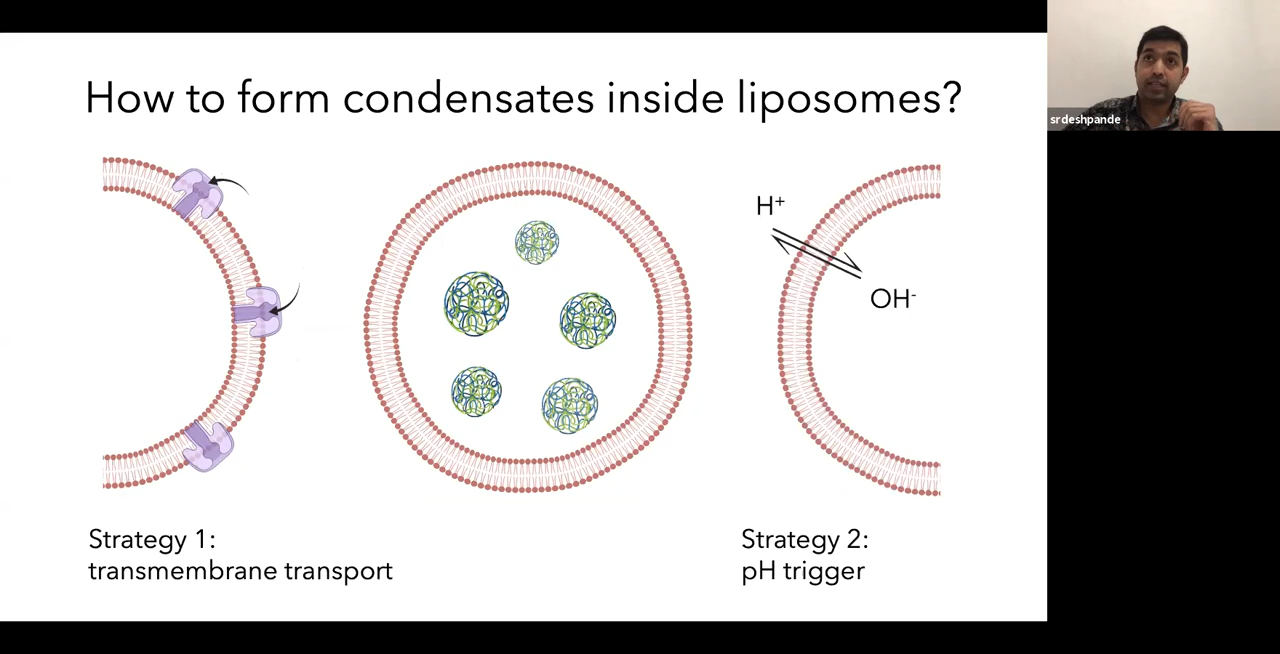 How to form condensates inside liposomes?
srdeshpande
H⁺
OH⁻
Strategy 1:
transmembrane transport
Strategy 2:
pH trigger